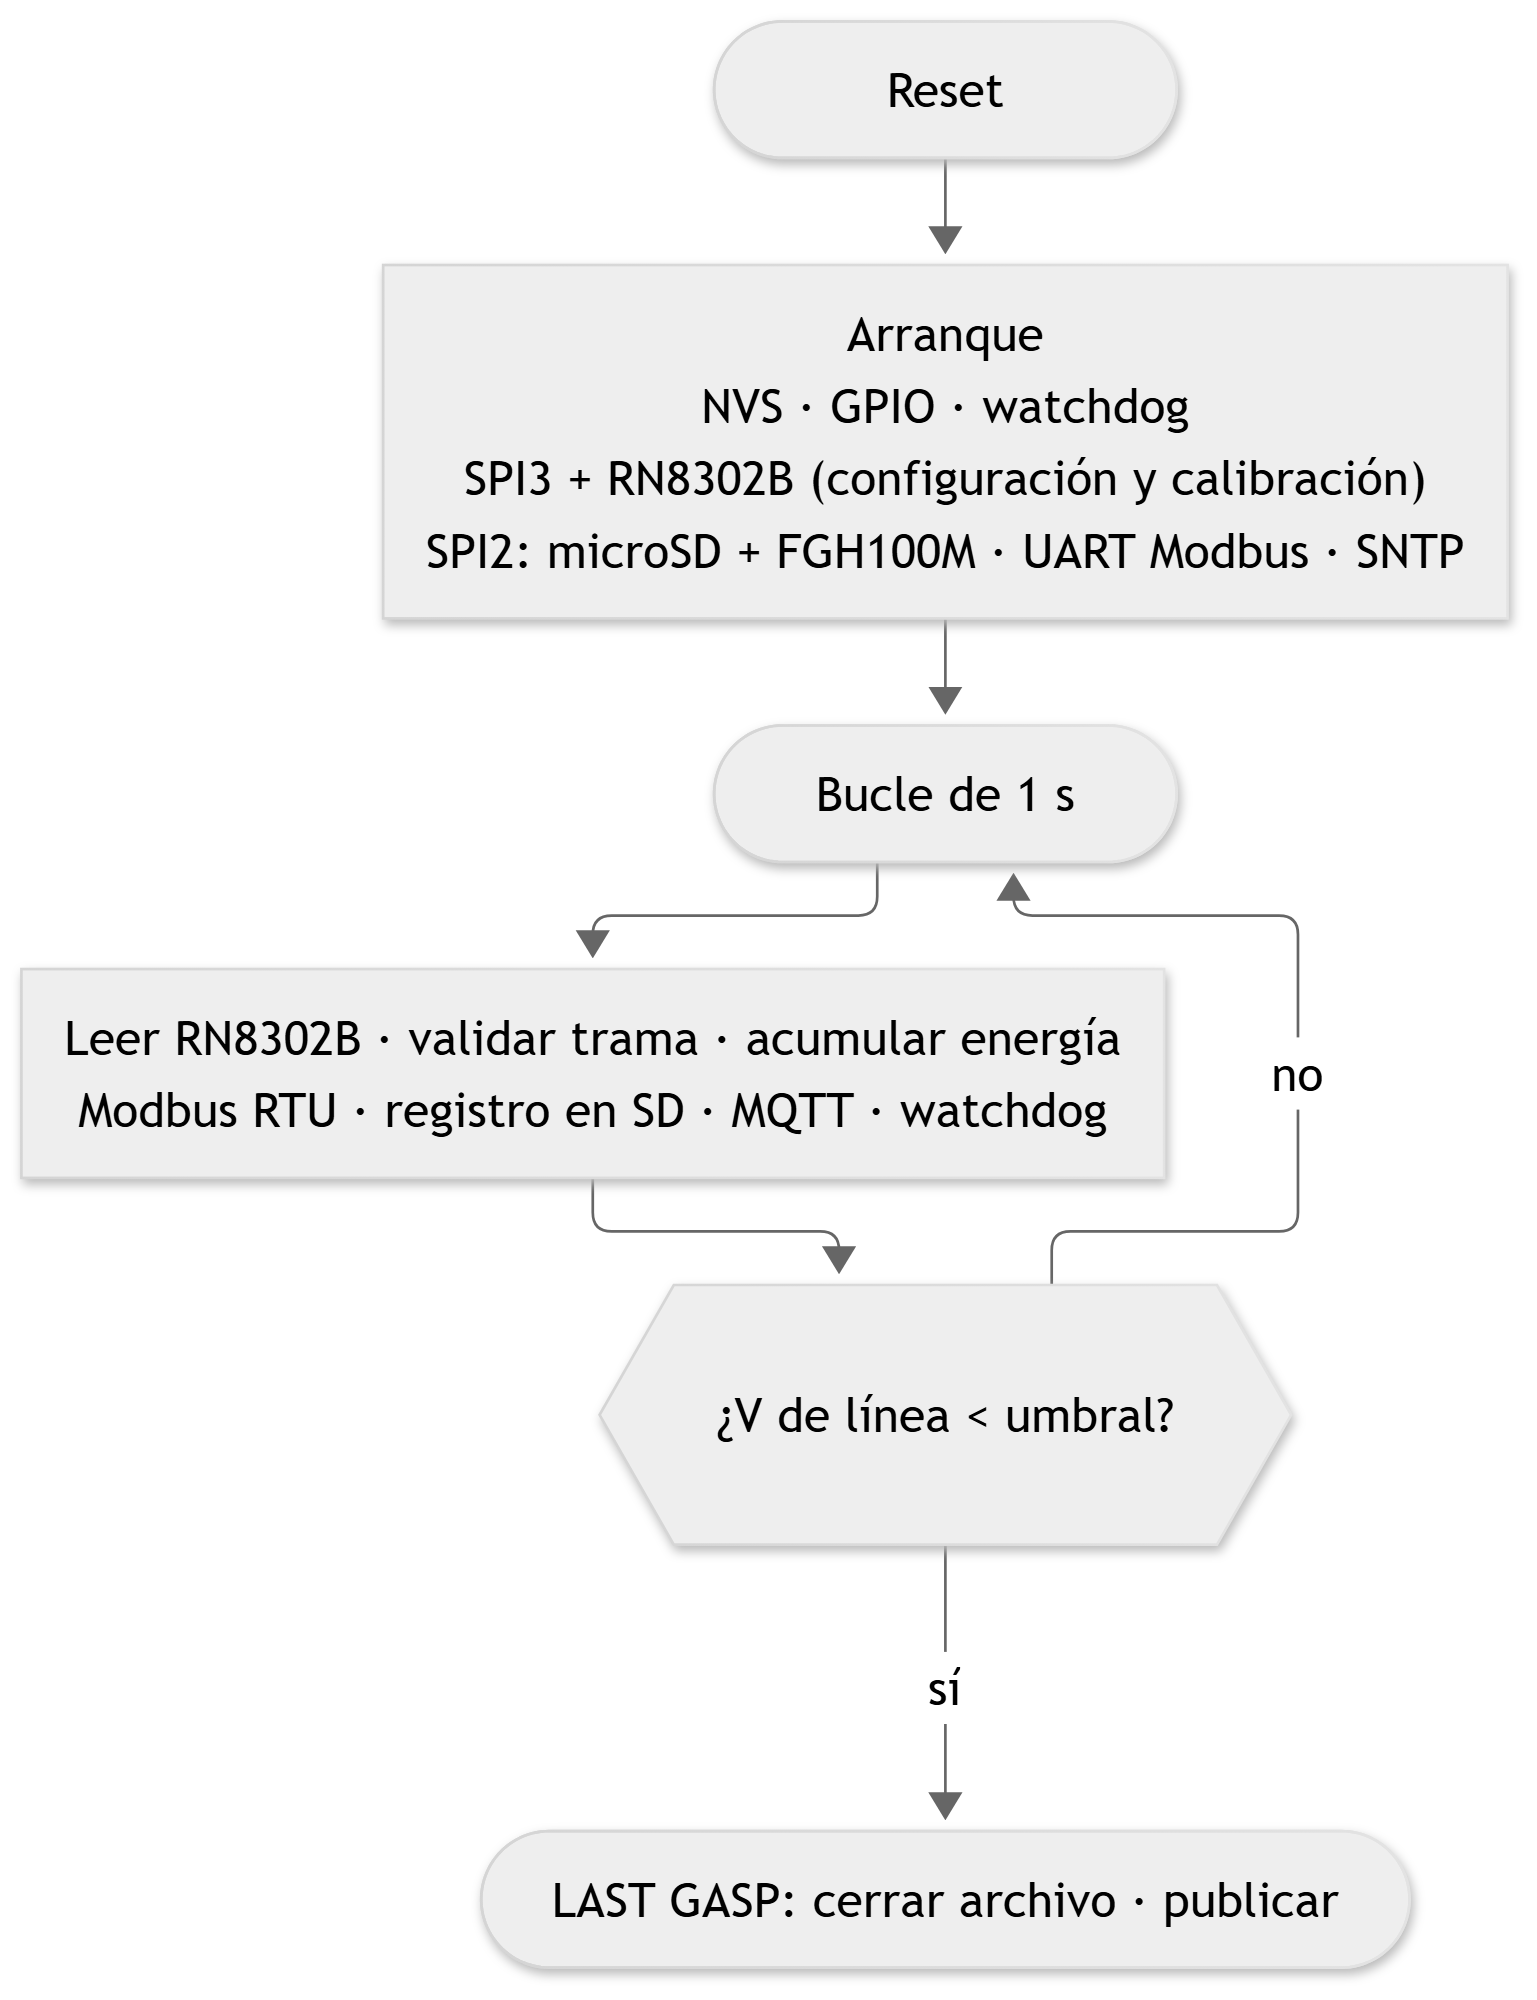 Reset
Arranque
NVS · GPIO · watchdog
SPI3 + RN8302B (configuración y calibración)
SPI2: microSD + FGH100M · UART Modbus · SNTP
Bucle de 1 s
Leer RN8302B · validar trama · acumular energía
Modbus RTU · registro en SD · MQTT · watchdog
no
¿V de línea < umbral?
sí
LAST GASP: cerrar archivo · publicar